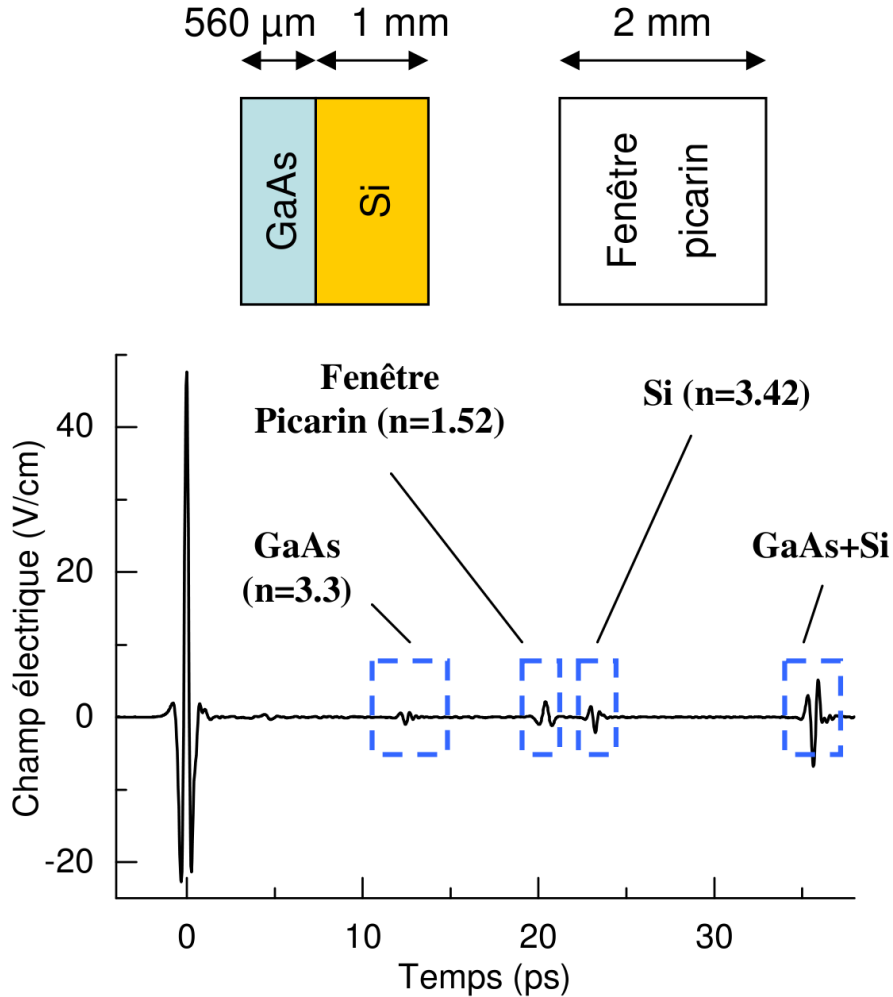 560 µm 1 mm 2 mm
GaAs
Si
Fenêtre
picarin
Fenêtre
Picarin (n=1.52)
Si (n=3.42)
GaAs
(n=3.3)
GaAs+Si
Champ électrique (V/cm)
40
20
0
-20
0 10 20 30
Temps (ps)